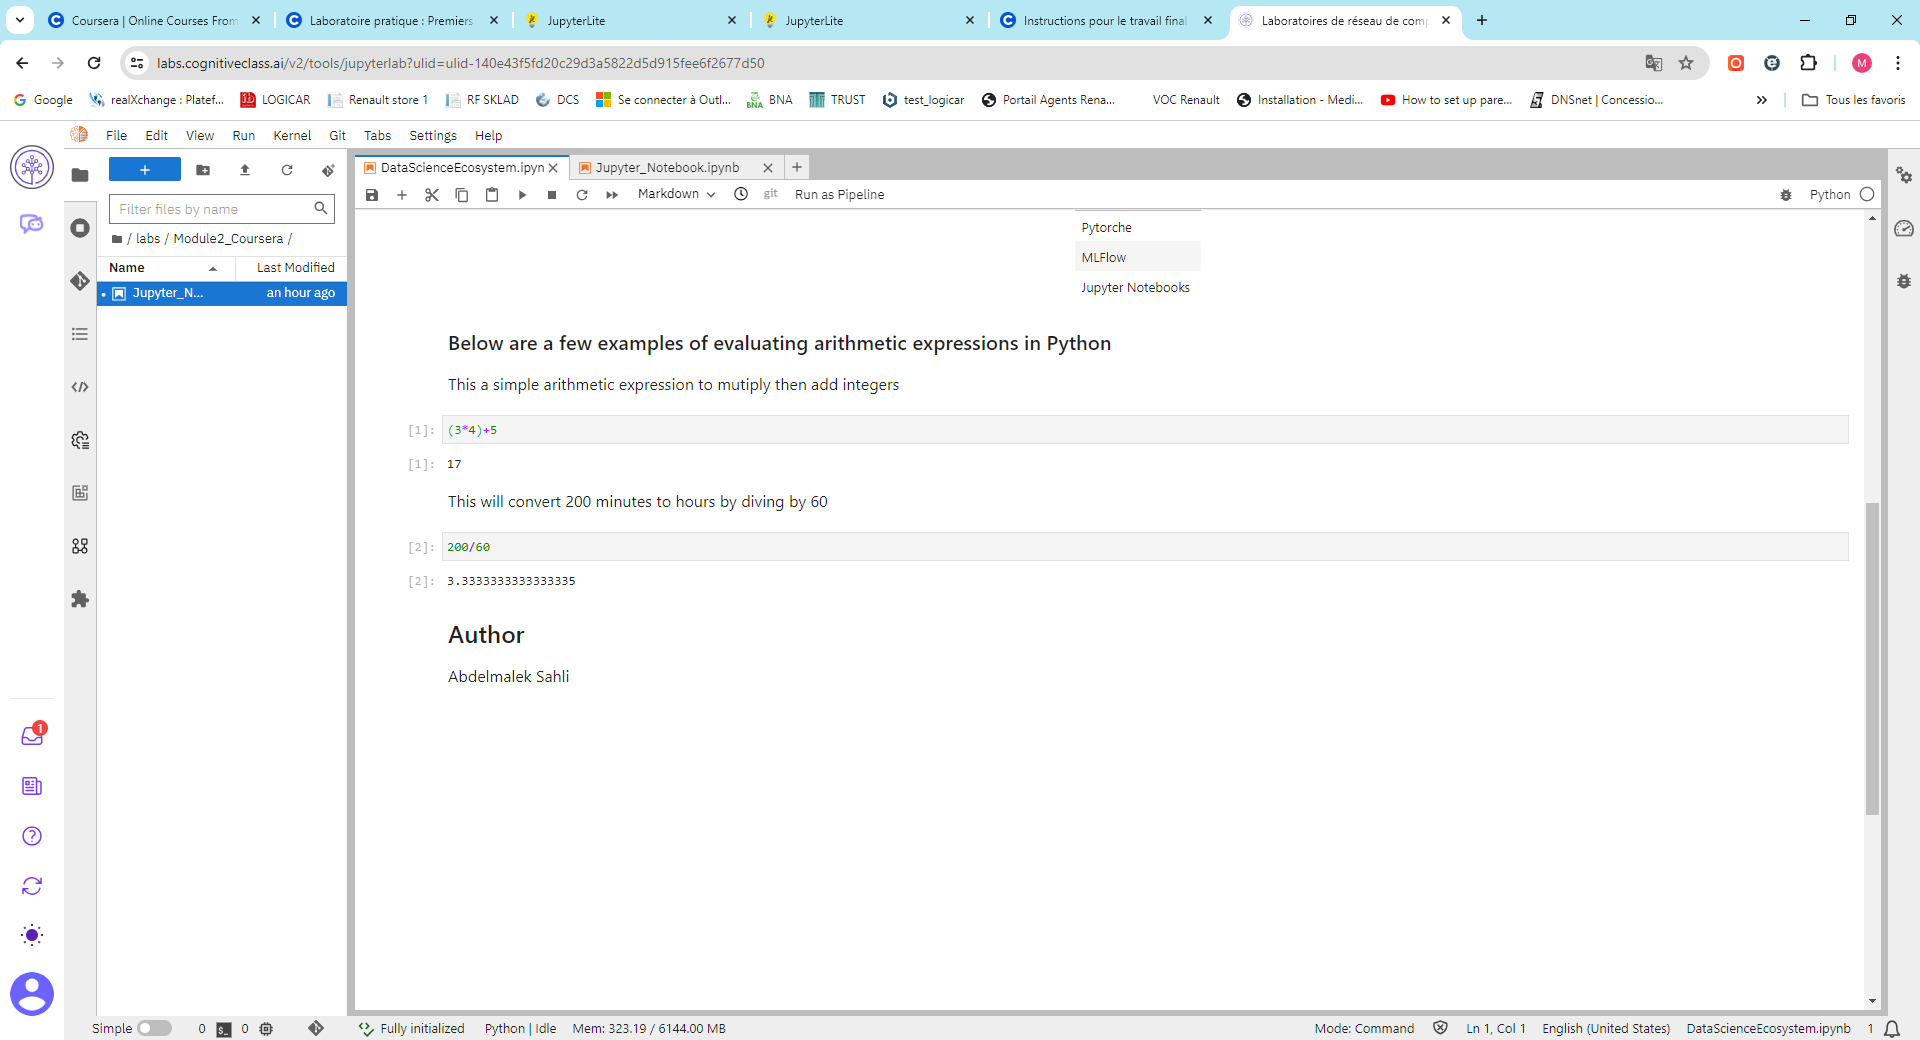 Coursera | Online Courses From
Laboratoire pratique : Premiers
JupyterLite
JupyterLite
Instructions pour le travail final
Laboratoires de réseau de com
labs.cognitiveclass.ai/v2/tools/jupyterlab?ulid=ulid-140e43f5fd20c29d3a5822d5d915fee6f2677d50
M
Google
realXchange : Platef...
LOGICAR
Renault store 1
RF SKLAD
DCS
Se connecter à Outl...
BNA
TRUST
test_logicar
Portail Agents Rena...
VOC Renault
Installation - Medi...
How to set up pare...
DNSnet | Concessio...
Tous les favoris
File Edit View Run Kernel Git Tabs Settings Help
DataScienceEcosystem.ipyn
Jupyter_Notebook.ipynb
Markdown
git
Run as Pipeline
Python
Filter files by name
/ labs / Module2_Coursera /
Name
Last Modified
Jupyter_N...
an hour ago
Pytorche
MLFlow
Jupyter Notebooks
Below are a few examples of evaluating arithmetic expressions in Python
This a simple arithmetic expression to mutiply then add integers
[1]: (3*4)+5
[1]: 17
This will convert 200 minutes to hours by diving by 60
[2]: 200/60
[2]: 3.3333333333333335
Author
Abdelmalek Sahli
1
Simple
0
0
Fully initialized
Python | Idle
Mem: 323.19 / 6144.00 MB
Mode: Command
Ln 1, Col 1
English (United States)
DataScienceEcosystem.ipynb
1